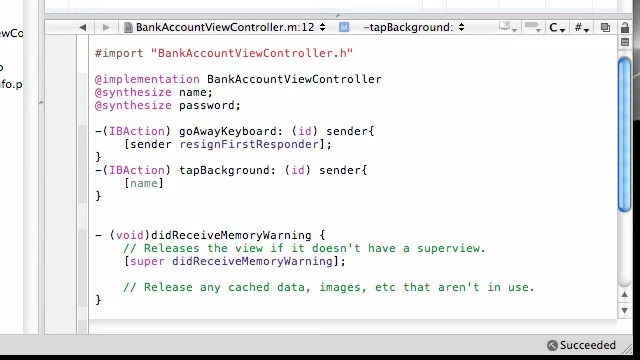 BankAccountViewController.m:12 M -tapBackground: C #
wCo
#import "BankAccountViewController.h"
o
ufo.p
@implementation BankAccountViewController
@synthesize name;
@synthesize password;
-(IBAction) goAwayKeyboard: (id) sender{
[sender resignFirstResponder];
}
-(IBAction) tapBackground: (id) sender{
[name]
}
- (void)didReceiveMemoryWarning {
// Releases the view if it doesn't have a superview.
[super didReceiveMemoryWarning];
// Release any cached data, images, etc that aren't in use.
}
Succeeded